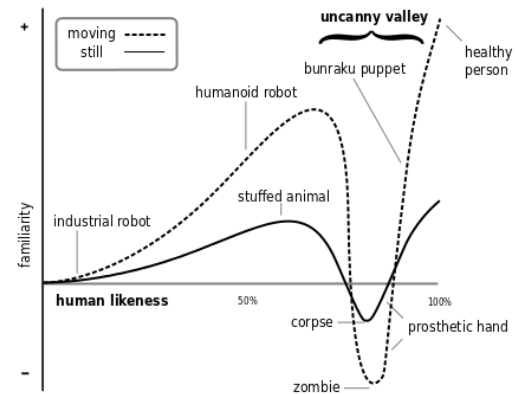 +
uncanny valley
moving
still
bunraku puppet
healthy
person
humanoid robot
stuffed animal
industrial robot
familiarity
human likeness
50%
100%
corpse
prosthetic hand
–
zombie